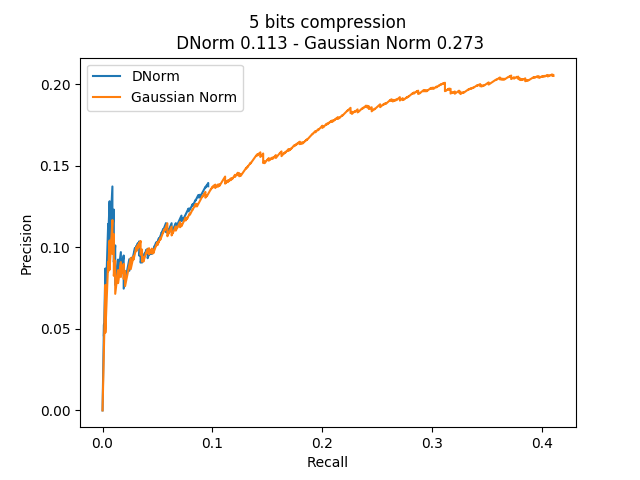 5 bits compression
DNorm 0.113 - Gaussian Norm 0.273
DNorm
Gaussian Norm
0.20
0.15
0.10
0.05
0.00
Precision
0.0 0.1 0.2 0.3 0.4
Recall